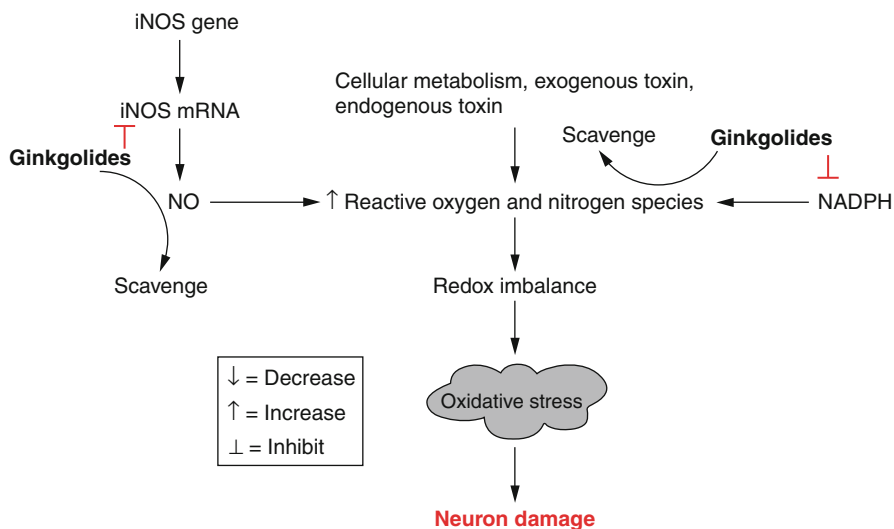 iNOS gene
iNOS mRNA
Ginkgolides
NO
Scavenge
Cellular metabolism, exogenous toxin,
endogenous toxin
Scavenge
Ginkgolides
↑ Reactive oxygen and nitrogen species
NADPH
Redox imbalance
Oxidative stress
Neuron damage
↓ = Decrease
↑ = Increase
⊥ = Inhibit